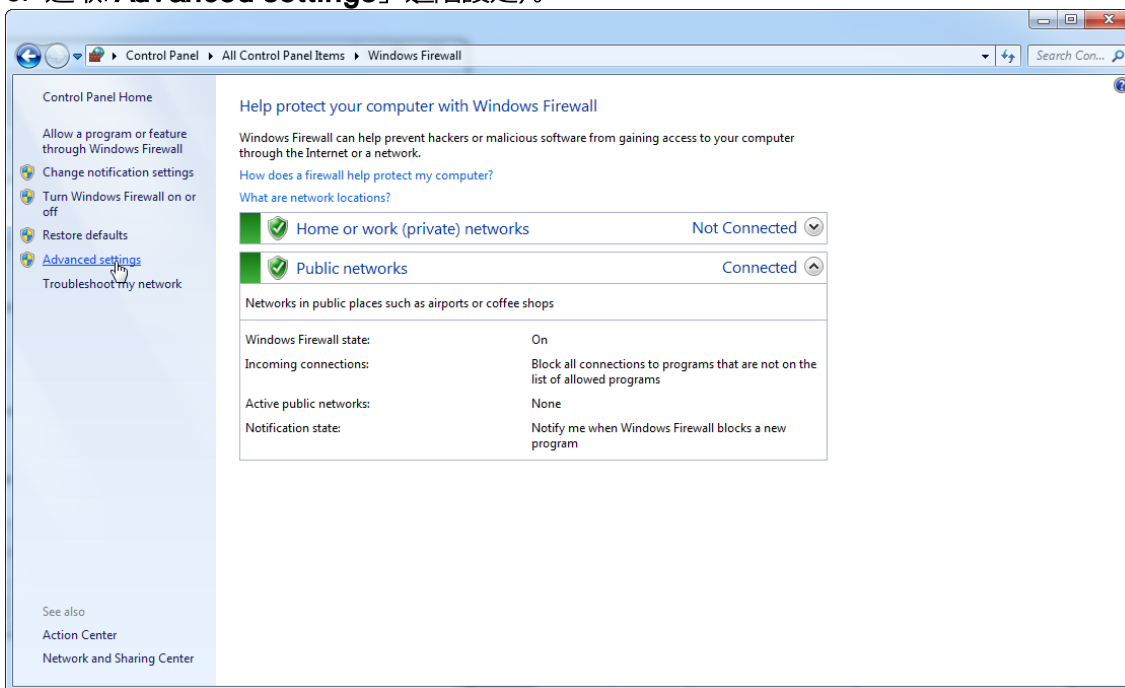 Advanced settings
Control Panel ▸ All Control Panel Items ▸ Windows Firewall
Search Con...
Control Panel Home
Allow a program or feature
through Windows Firewall
Change notification settings
Turn Windows Firewall on or
off
Restore defaults
Advanced settings
Troubleshoot my network
See also
Action Center
Network and Sharing Center
Help protect your computer with Windows Firewall
Windows Firewall can help prevent hackers or malicious software from gaining access to your computer
through the Internet or a network.
How does a firewall help protect my computer?
What are network locations?
Home or work (private) networks Not Connected
Public networks Connected
Networks in public places such as airports or coffee shops
Windows Firewall state: On
Incoming connections: Block all connections to programs that are not on the
list of allowed programs
Active public networks: None
Notification state: Notify me when Windows Firewall blocks a new
program